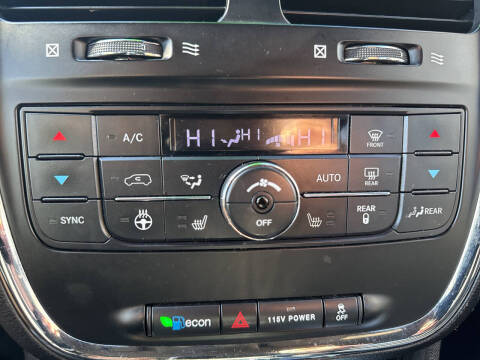 A/C
HI HI HI
FRONT
AUTO
REAR
SYNC
OFF
REAR
REAR
econ
115V POWER
OFF